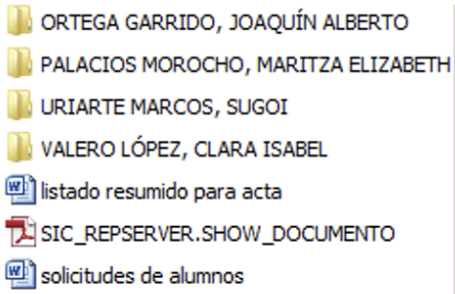 ORTEGA GARRIDO, JOAQUÍN ALBERTO
PALACIOS MOROCHO, MARITZA ELIZABETH
URIARTE MARCOS, SUGOI
VALERO LÓPEZ, CLARA ISABEL
listado resumido para acta
SIC_REPSERVER.SHOW_DOCUMENTO
solicitudes de alumnos